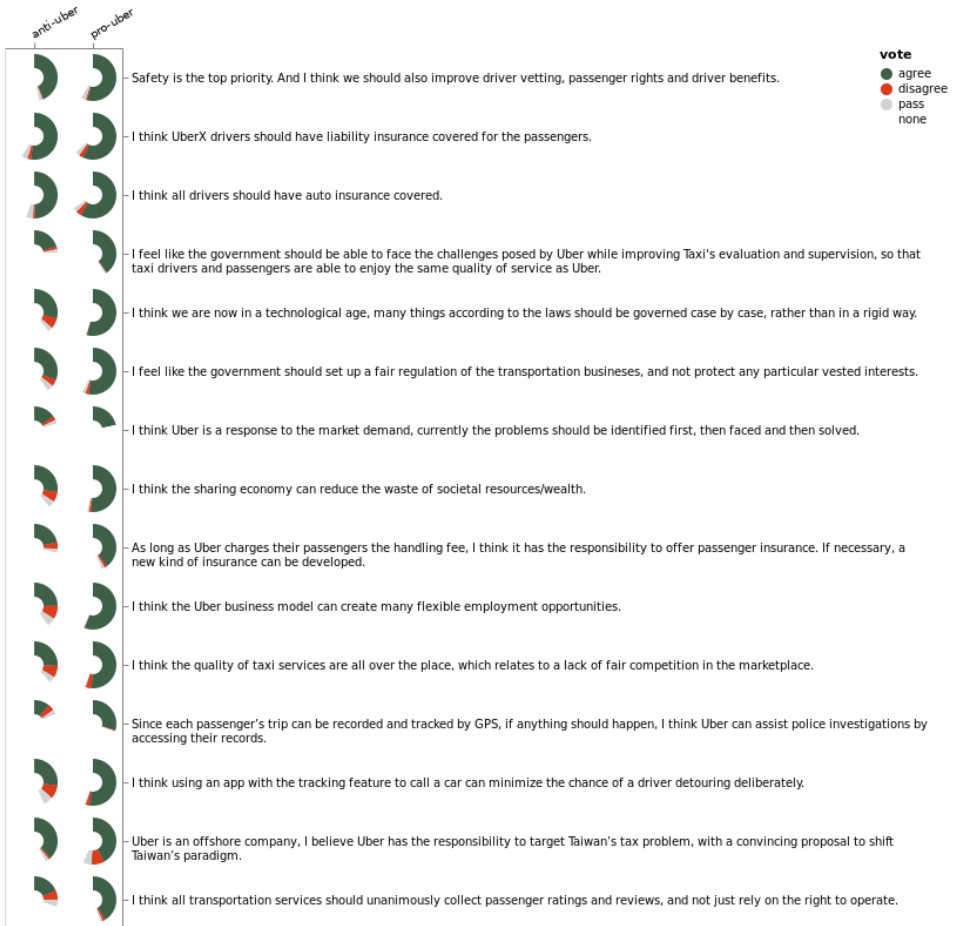 anti-uber
pro-uber
vote
agree
disagree
pass
none
Safety is the top priority. And I think we should also improve driver vetting, passenger rights and driver benefits.
I think UberX drivers should have liability insurance covered for the passengers.
I think all drivers should have auto insurance covered.
I feel like the government should be able to face the challenges posed by Uber while improving Taxi's evaluation and supervision, so that
taxi drivers and passengers are able to enjoy the same quality of service as Uber.
I think we are now in a technological age, many things according to the laws should be governed case by case, rather than in a rigid way.
I feel like the government should set up a fair regulation of the transportation busineses, and not protect any particular vested interests.
I think Uber is a response to the market demand, currently the problems should be identified first, then faced and then solved.
I think the sharing economy can reduce the waste of societal resources/wealth.
As long as Uber charges their passengers the handling fee, I think it has the responsibility to offer passenger insurance. If necessary, a
new kind of insurance can be developed.
I think the Uber business model can create many flexible employment opportunities.
I think the quality of taxi services are all over the place, which relates to a lack of fair competition in the marketplace.
Since each passenger’s trip can be recorded and tracked by GPS, if anything should happen, I think Uber can assist police investigations by
accessing their records.
I think using an app with the tracking feature to call a car can minimize the chance of a driver detouring deliberately.
Uber is an offshore company, I believe Uber has the responsibility to target Taiwan’s tax problem, with a convincing proposal to shift
Taiwan’s paradigm.
I think all transportation services should unanimously collect passenger ratings and reviews, and not just rely on the right to operate.